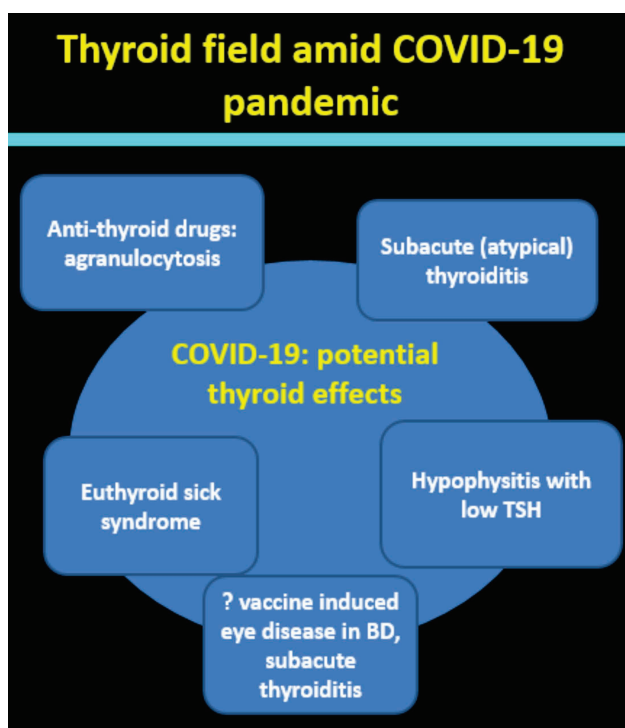 Thyroid field amid COVID-19
pandemic
Anti-thyroid drugs:
agranulocytosis
Subacute (atypical)
thyroiditis
COVID-19: potential
thyroid effects
Euthyroid sick
syndrome
Hypophysitis with
low TSH
? vaccine induced
eye disease in BD,
subacute
thyroiditis